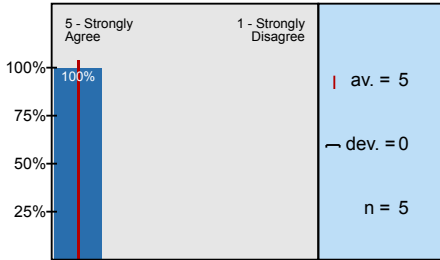 5 - Strongly Agree
1 - Strongly Disagree
100%
100%
75%
50%
25%
av. = 5
dev. = 0
n = 5